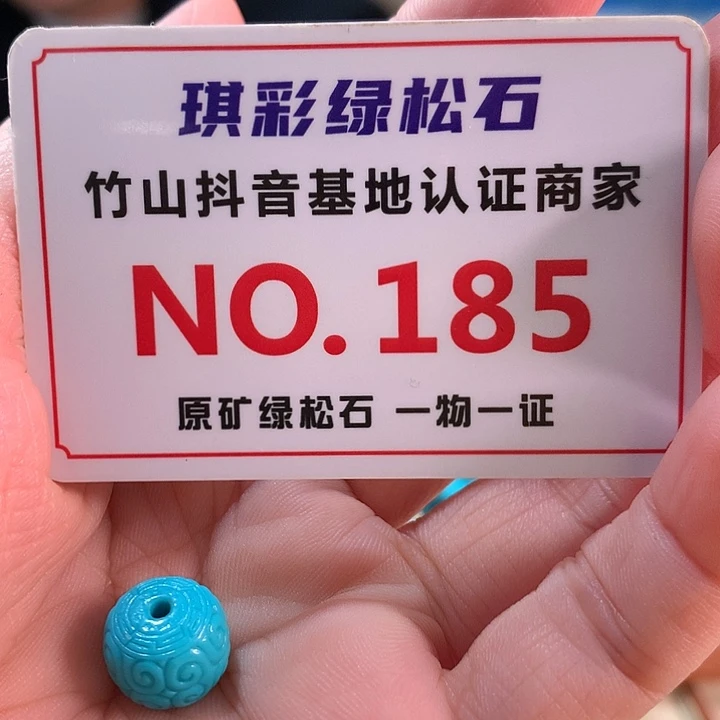 琪彩绿松石
竹山抖音基地认证商家
NO.185
原矿绿松石 一物一证